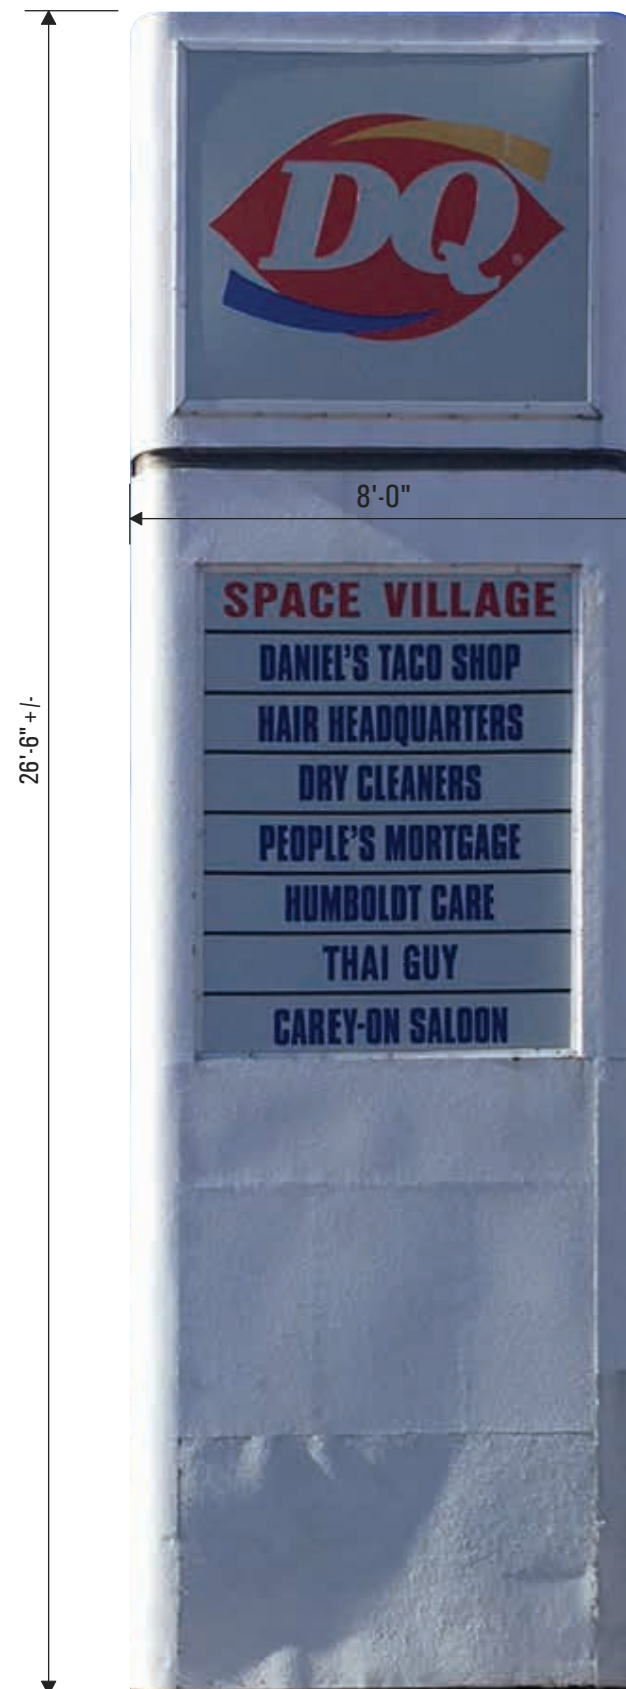 DQ®
8'-0"
SPACE VILLAGE
DANIEL'S TACO SHOP
HAIR HEADQUARTERS
DRY CLEANERS
26'-6" +/-
PEOPLE'S MORTGAGE
HUMBOLDT CARE
THAI GUY
CAREY-ON SALOON